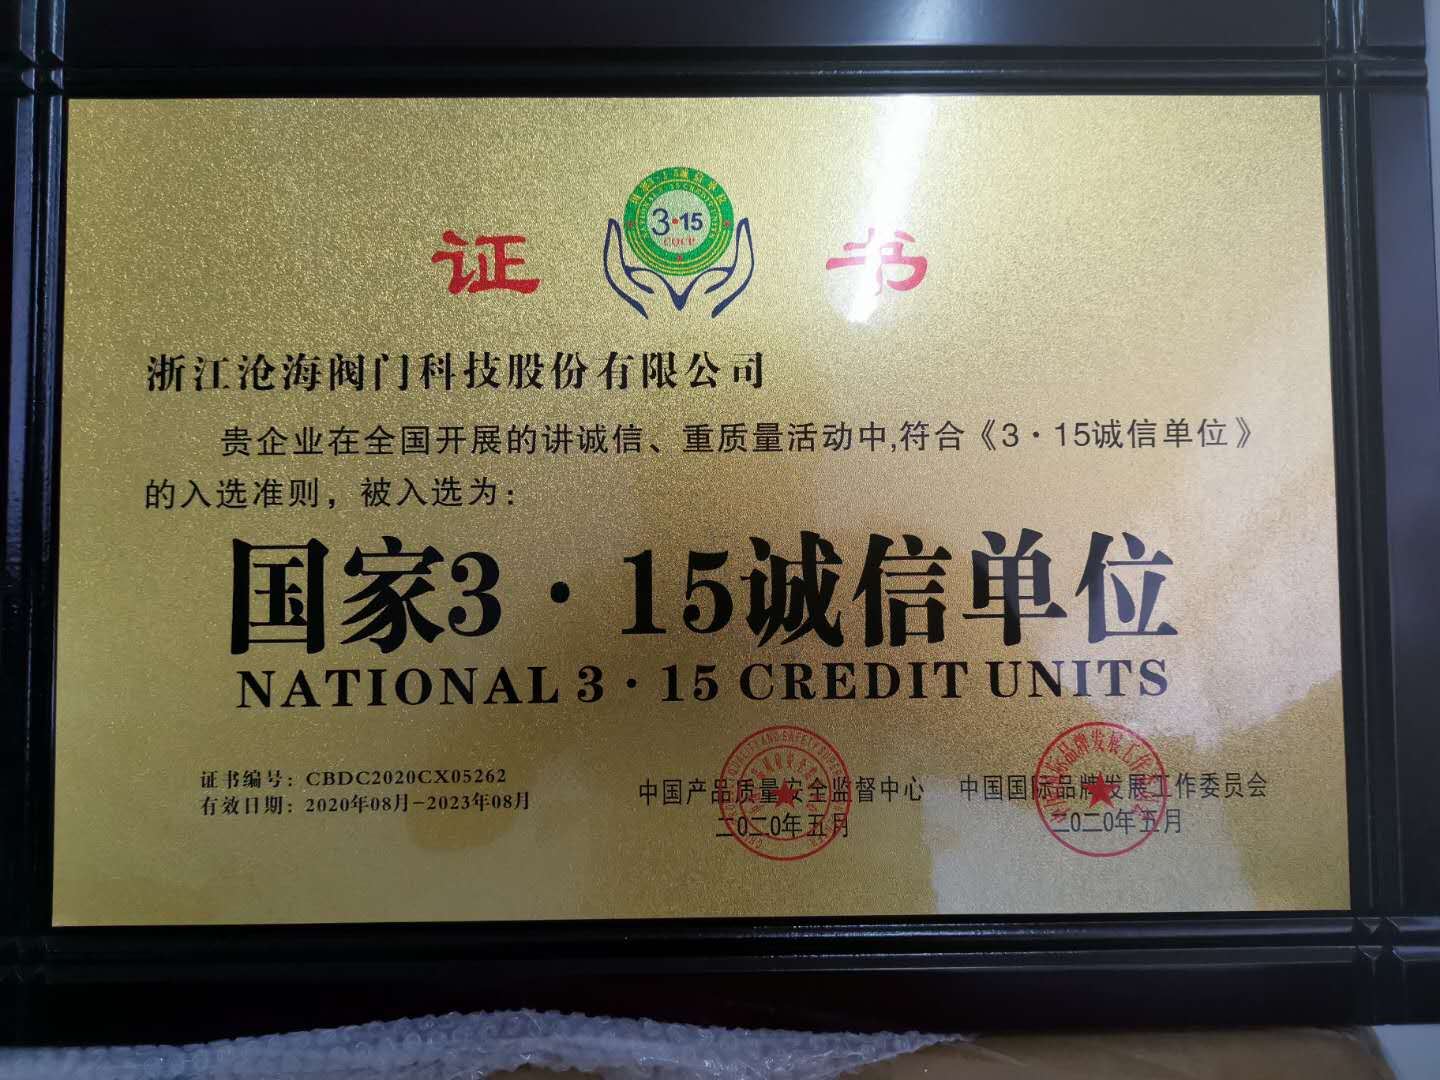 证 书
3·15
浙江沧海阀门科技股份有限公司
贵企业在全国开展的讲诚信、重质量活动中,符合《3·15诚信单位》
的入选准则，被入选为：
国家3·15诚信单位
NATIONAL 3·15 CREDIT UNITS
证书编号：CBDC2020CX05262
有效日期：2020年08月-2023年08月
中国产品质量安全监督中心
二〇二〇年五月
中国国际品牌发展工作委员会
二〇二〇年五月